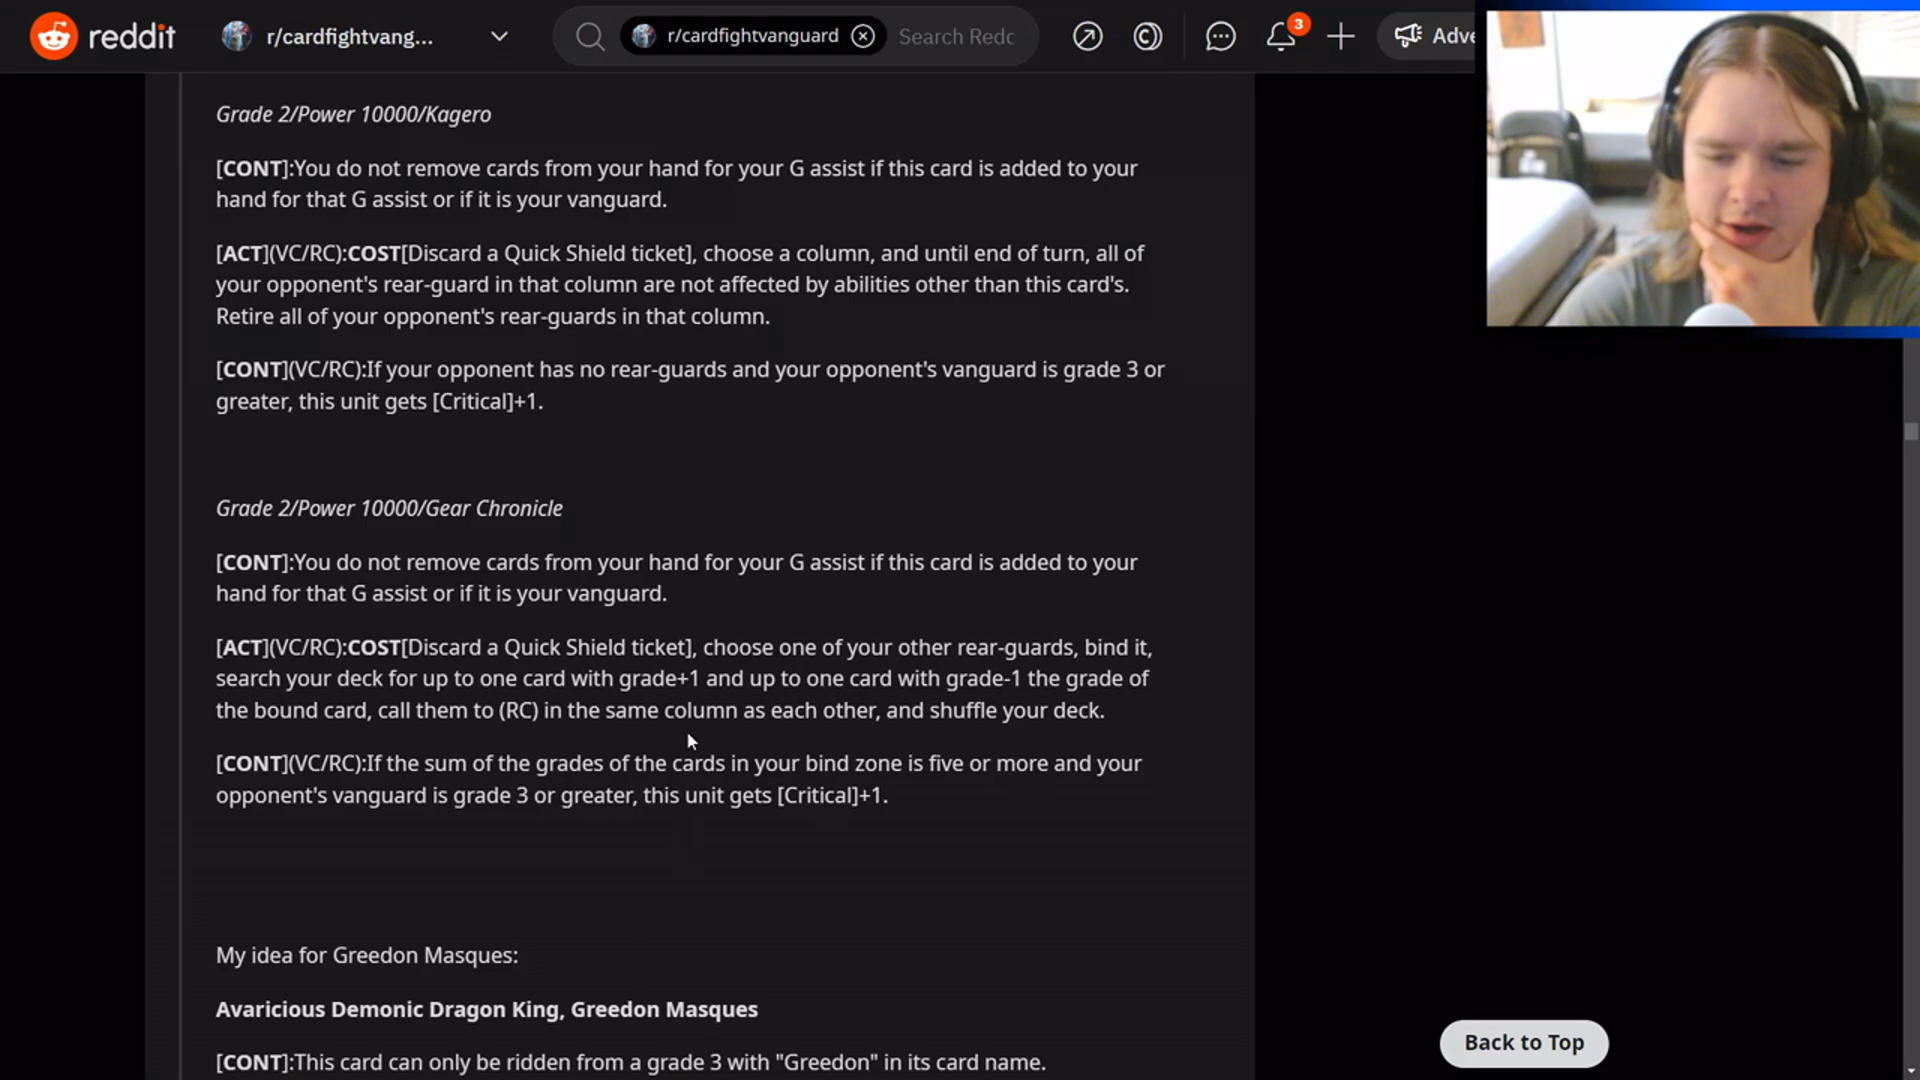 reddit
r/cardfightvang...
r/cardfightvanguard
Search Redc
3
Adve
Grade 2/Power 10000/Kagero
[CONT]:You do not remove cards from your hand for your G assist if this card is added to your
hand for that G assist or if it is your vanguard.
[ACT](VC/RC):COST[Discard a Quick Shield ticket], choose a column, and until end of turn, all of
your opponent's rear-guard in that column are not affected by abilities other than this card's.
Retire all of your opponent's rear-guards in that column.
[CONT](VC/RC):If your opponent has no rear-guards and your opponent's vanguard is grade 3 or
greater, this unit gets [Critical]+1.
Grade 2/Power 10000/Gear Chronicle
[CONT]:You do not remove cards from your hand for your G assist if this card is added to your
hand for that G assist or if it is your vanguard.
[ACT](VC/RC):COST[Discard a Quick Shield ticket], choose one of your other rear-guards, bind it,
search your deck for up to one card with grade+1 and up to one card with grade-1 the grade of
the bound card, call them to (RC) in the same column as each other, and shuffle your deck.
[CONT](VC/RC):If the sum of the grades of the cards in your bind zone is five or more and your
opponent's vanguard is grade 3 or greater, this unit gets [Critical]+1.
My idea for Greedon Masques:
Avaricious Demonic Dragon King, Greedon Masques
[CONT]:This card can only be ridden from a grade 3 with "Greedon" in its card name.
Back to Top